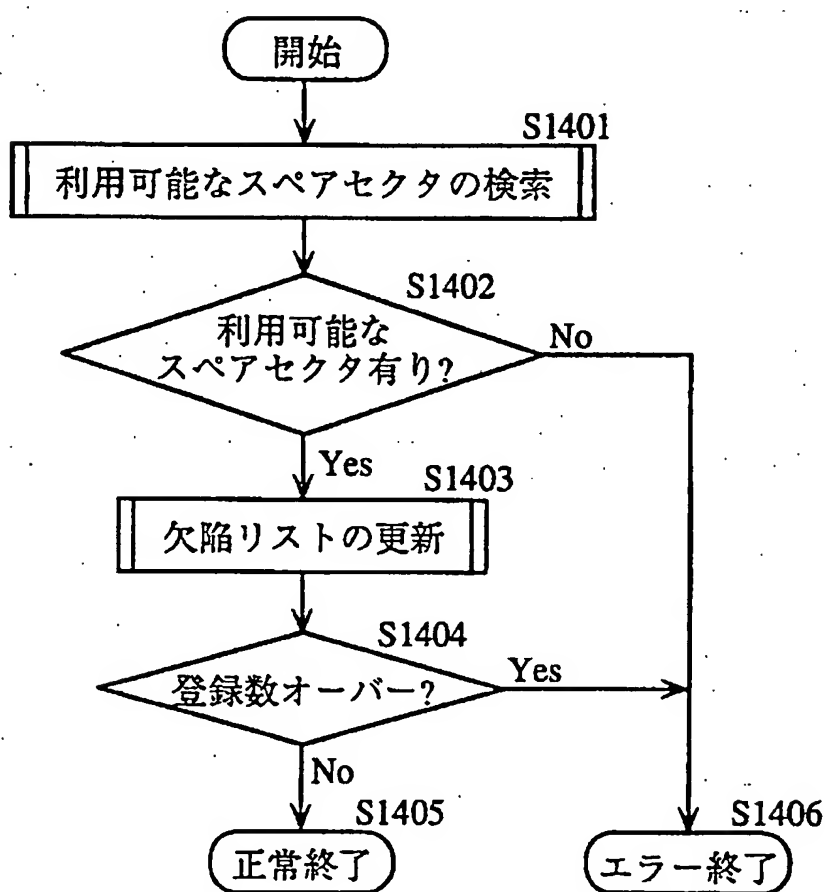 開始
S1401
利用可能なスペアセクタの検索
S1402
利用可能な
スペアセクタ有り?
No
Yes
S1403
欠陥リストの更新
S1404
登録数オーバー?
Yes
No
S1405
正常終了
S1406
エラー終了